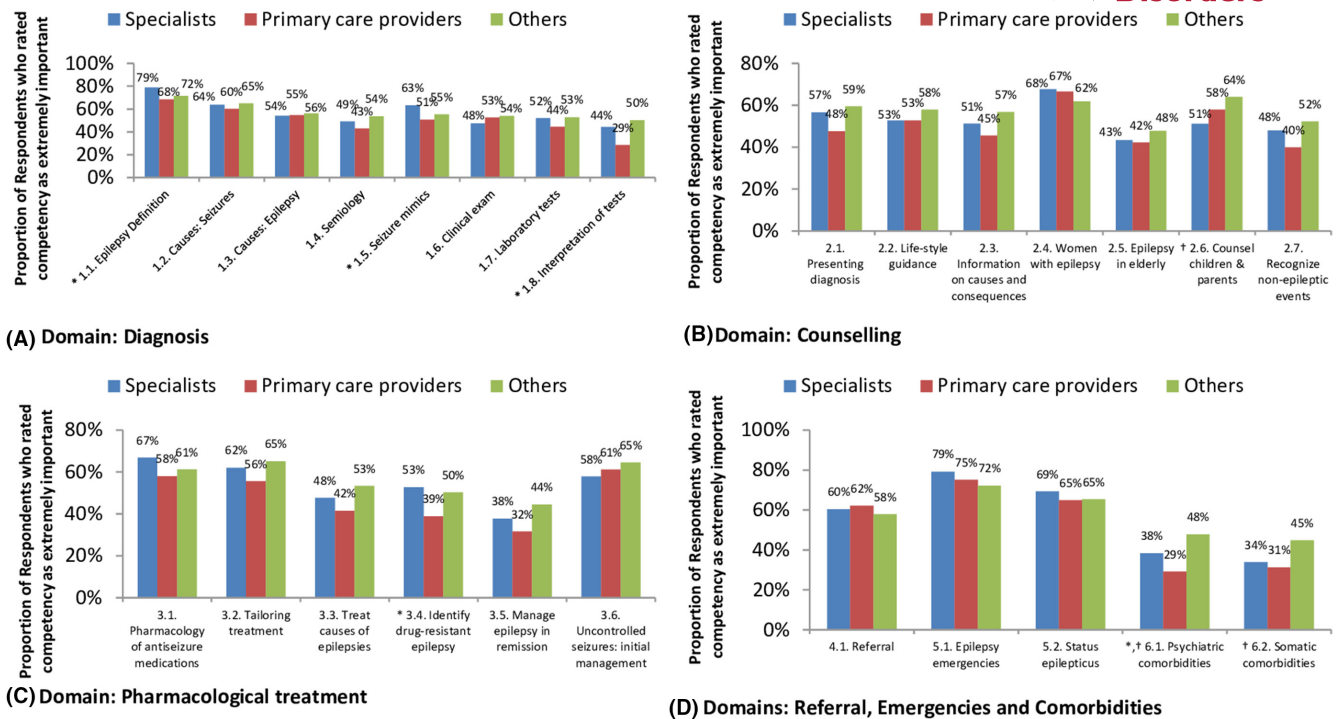 Disorders
Specialists Primary care providers Others
Proportion of Respondents who rated
competency as extremely important
100%
80%
60%
40%
20%
0%
79% 68% 72% 64% 60% 65% 54% 55% 56% 49% 43% 54% 63% 51% 55% 48% 53% 54% 52% 44% 53% 44% 29% 50%
* 1.1. Epilepsy Definition
1.2. Causes: Seizures
1.3. Causes: Epilepsy
1.4. Semiology
* 1.5. Seizure mimics
1.6. Clinical exam
1.7. Laboratory tests
* 1.8. Interpretation of tests
(A) Domain: Diagnosis
Specialists Primary care providers Others
Proportion of Respondents who rated
competency as extremely important
80%
60%
40%
20%
0%
57% 48% 59% 53% 53% 58% 51% 45% 57% 68% 67% 62% 43% 42% 48% 51% 58% 64% 48% 40% 52%
2.1.
Presenting
diagnosis
2.2. Life-style
guidance
2.3.
Information
on causes and
consequences
2.4. Women
with epilepsy
2.5. Epilepsy
in elderly
† 2.6. Counsel
children &
parents
2.7.
Recognize
non-epileptic
events
(B) Domain: Counselling
Specialists Primary care providers Others
Proportion of Respondents who rated
competency as extremely important
80%
60%
40%
20%
0%
67% 58% 61% 62% 56% 65% 48% 42% 53% 53% 39% 50% 38% 32% 44% 58% 61% 65%
3.1.
Pharmacology
of antiseizure
medications
3.2. Tailoring
treatment
3.3. Treat
causes of
epilepsies
* 3.4. Identify
drug-resistant
epilepsy
3.5. Manage
epilepsy in
remission
3.6.
Uncontrolled
seizures: initial
management
(C) Domain: Pharmacological treatment
Specialists Primary care providers Others
Proportion of Respondents who rated
competency as extremely important
100%
80%
60%
40%
20%
0%
60% 62% 58% 79% 75% 72% 69% 65% 65% 38% 29% 48% 34% 31% 45%
4.1. Referral
5.1. Epilepsy
emergencies
5.2. Status
epilepticus
*,† 6.1. Psychiatric
comorbidities
† 6.2. Somatic
comorbidities
(D) Domains: Referral, Emergencies and Comorbidities